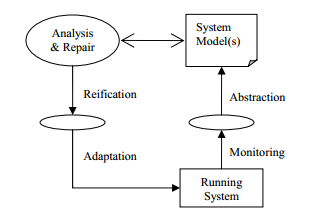 Analysis
& Repair
System
Model(s)
Reification
Abstraction
Adaptation
Monitoring
Running
System